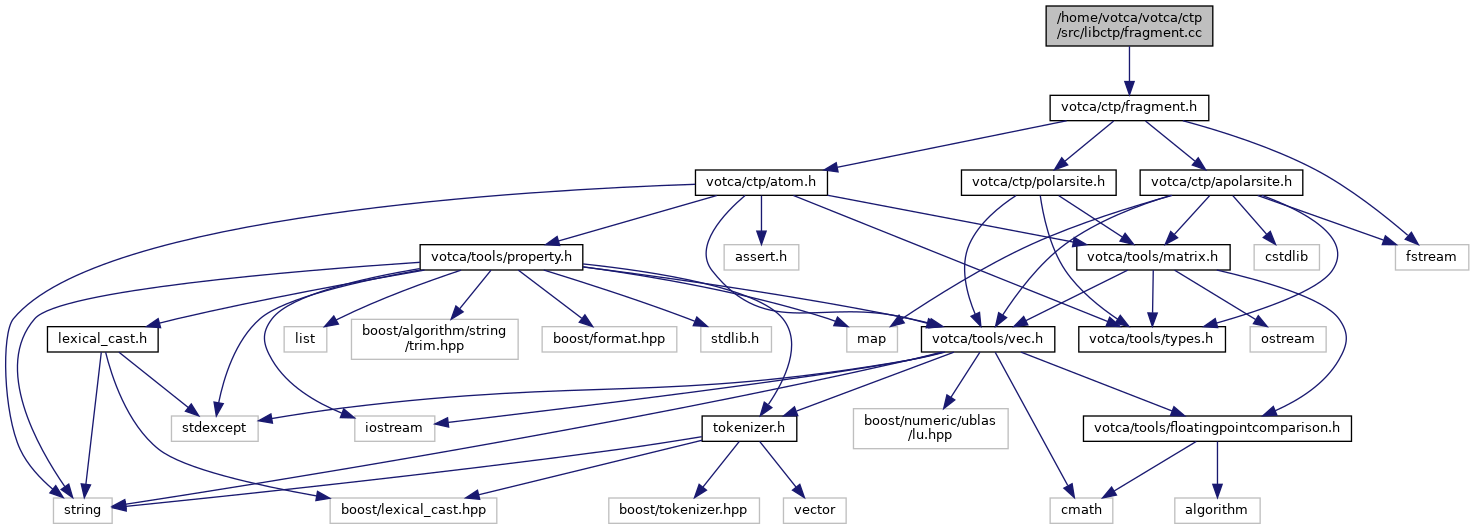 /home/votca/votca/ctp
/src/libctp/fragment.cc
votca/ctp/fragment.h
votca/ctp/atom.h
votca/ctp/polarsite.h
votca/ctp/apolarsite.h
votca/tools/property.h
assert.h
votca/tools/matrix.h
cstdlib
fstream
lexical_cast.h
list
boost/algorithm/string
/trim.hpp
boost/format.hpp
stdlib.h
map
votca/tools/vec.h
votca/tools/types.h
ostream
stdexcept
iostream
tokenizer.h
boost/numeric/ublas
/lu.hpp
votca/tools/floatingpointcomparison.h
string
boost/lexical_cast.hpp
boost/tokenizer.hpp
vector
cmath
algorithm